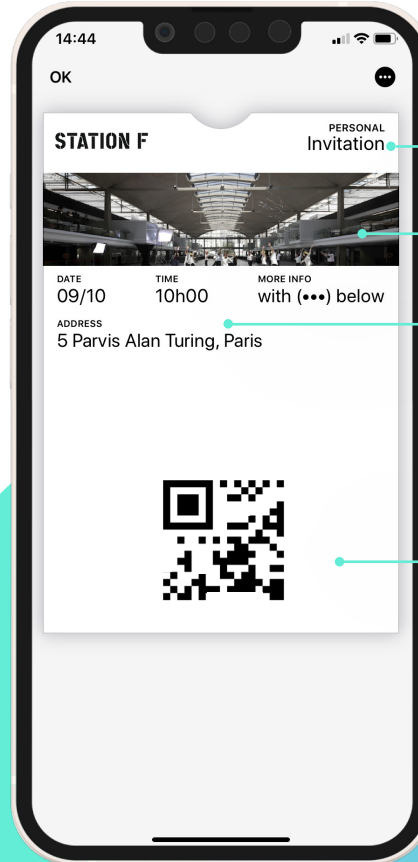 14:44
OK
STATION F
PERSONAL
Invitation
DATE
TIME
MORE INFO
09/10
10h00
with (•••) below
ADDRESS
5 Parvis Alan Turing, Paris